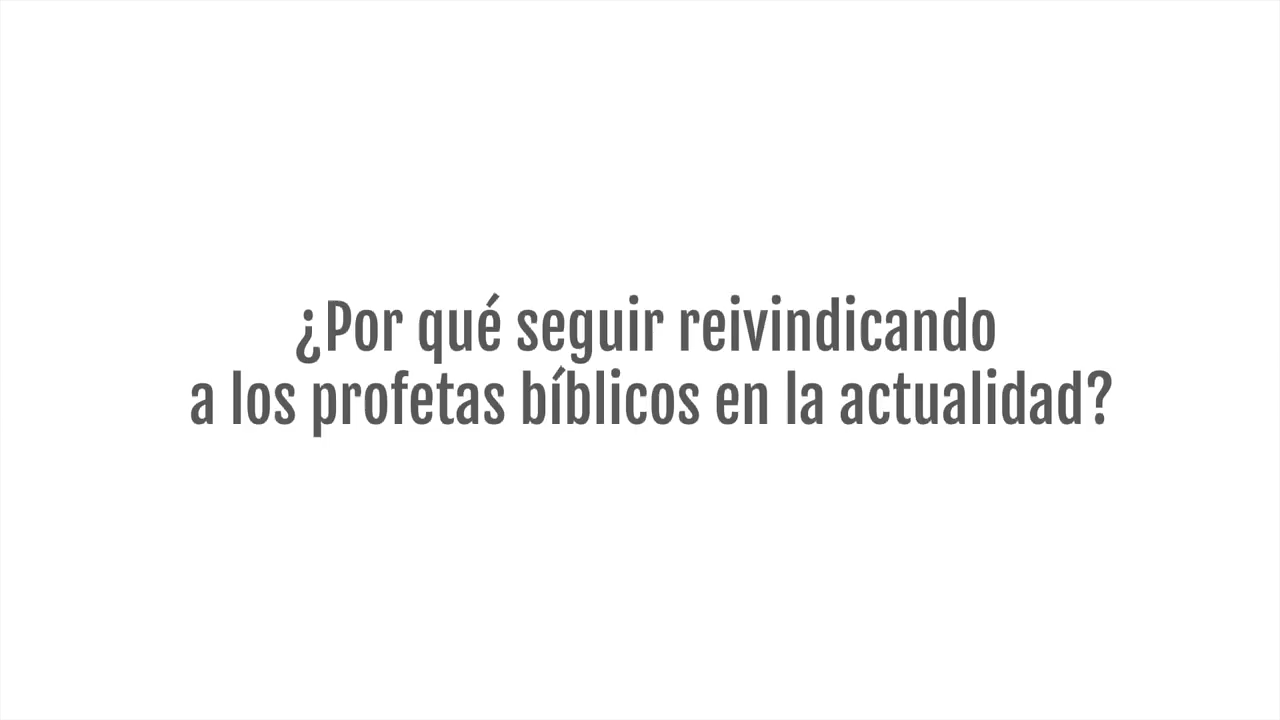 ¿Por qué seguir reivindicando
a los profetas bíblicos en la actualidad?